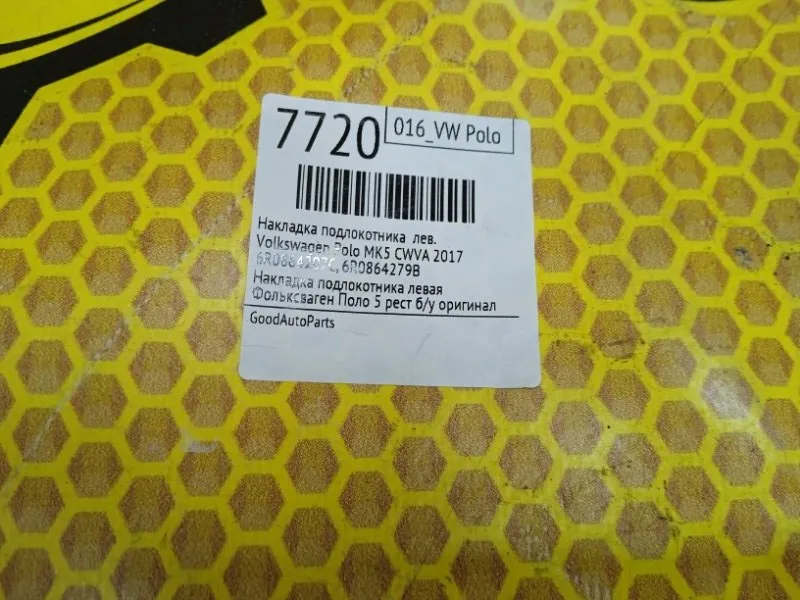 7720
016_VW Polo
Накладка подлокотника лев.
Volkswagen Polo MK5 CWVA 2017
6R0864279B
Накладка подлокотника левая
Фольксваген Поло 5 рест б/у оригинал
GoodAutoParts